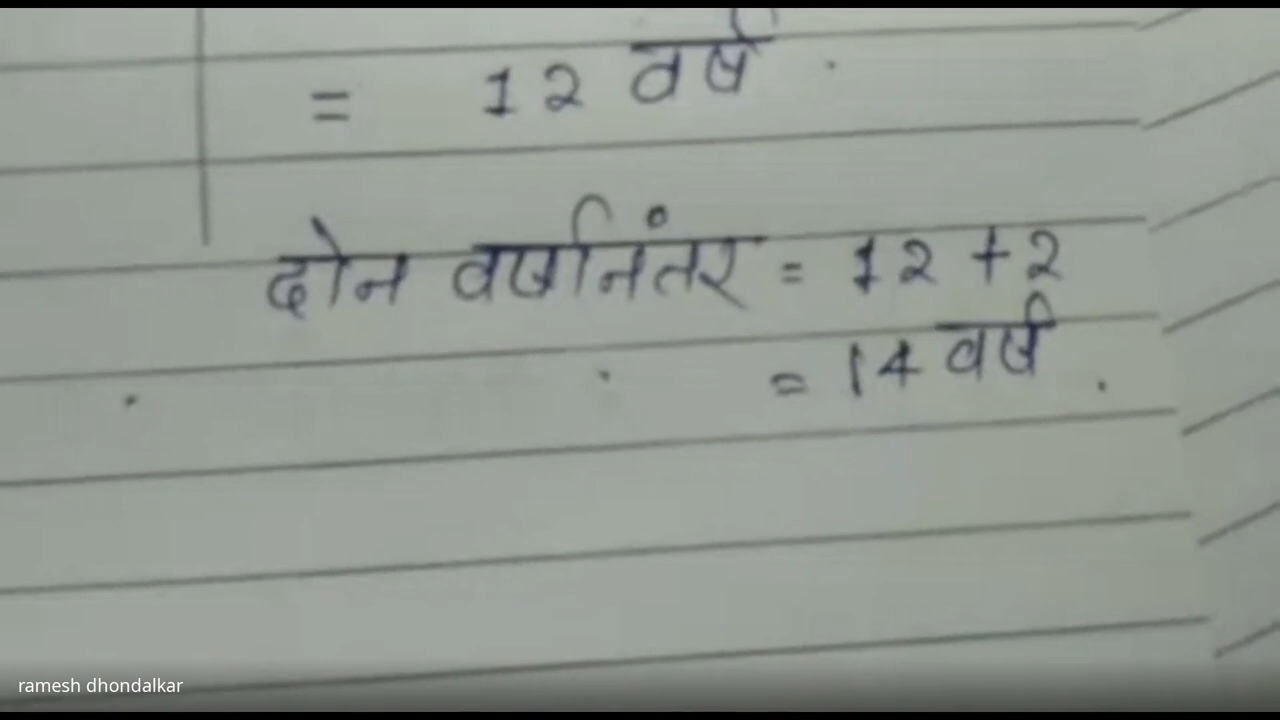 = 12 वर्ष .
दोन वर्षानंतर = 12 + 2
= 14 वर्ष .
ramesh dhondalkar